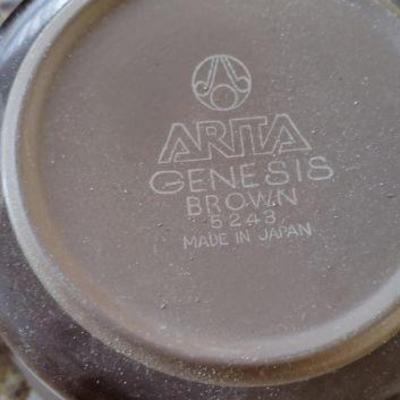 ARITA
GENESIS
BROWN
5243
MADE IN JAPAN